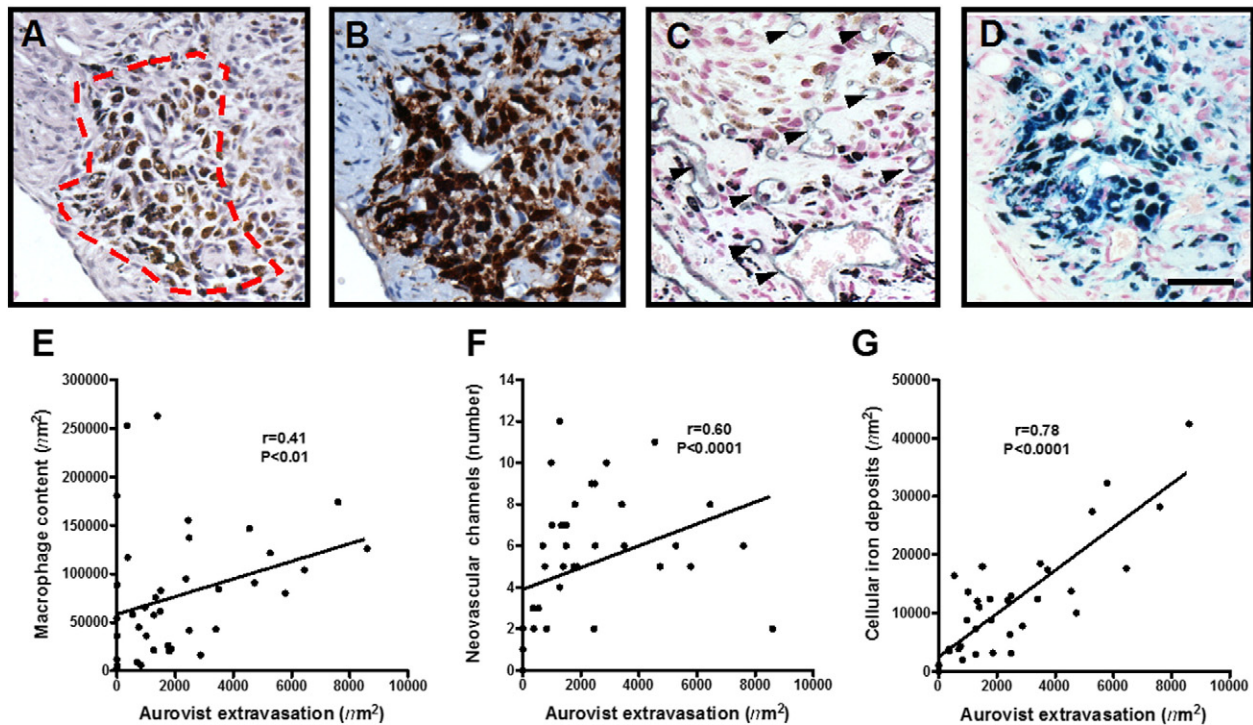 A
B
C
D
E
F
G
Macrophage content (nm²)
300000
250000
200000
150000
100000
50000
0
r=0.41
P<0.01
0 2000 4000 6000 8000 10000
Aurovist extravasation (nm²)
Neovascular channels (number)
14
12
10
8
6
4
2
0
r=0.60
P<0.0001
0 2000 4000 6000 8000 10000
Aurovist extravasation (nm²)
Cellular iron deposits (nm²)
50000
40000
30000
20000
10000
0
r=0.78
P<0.0001
0 2000 4000 6000 8000 10000
Aurovist extravasation (nm²)